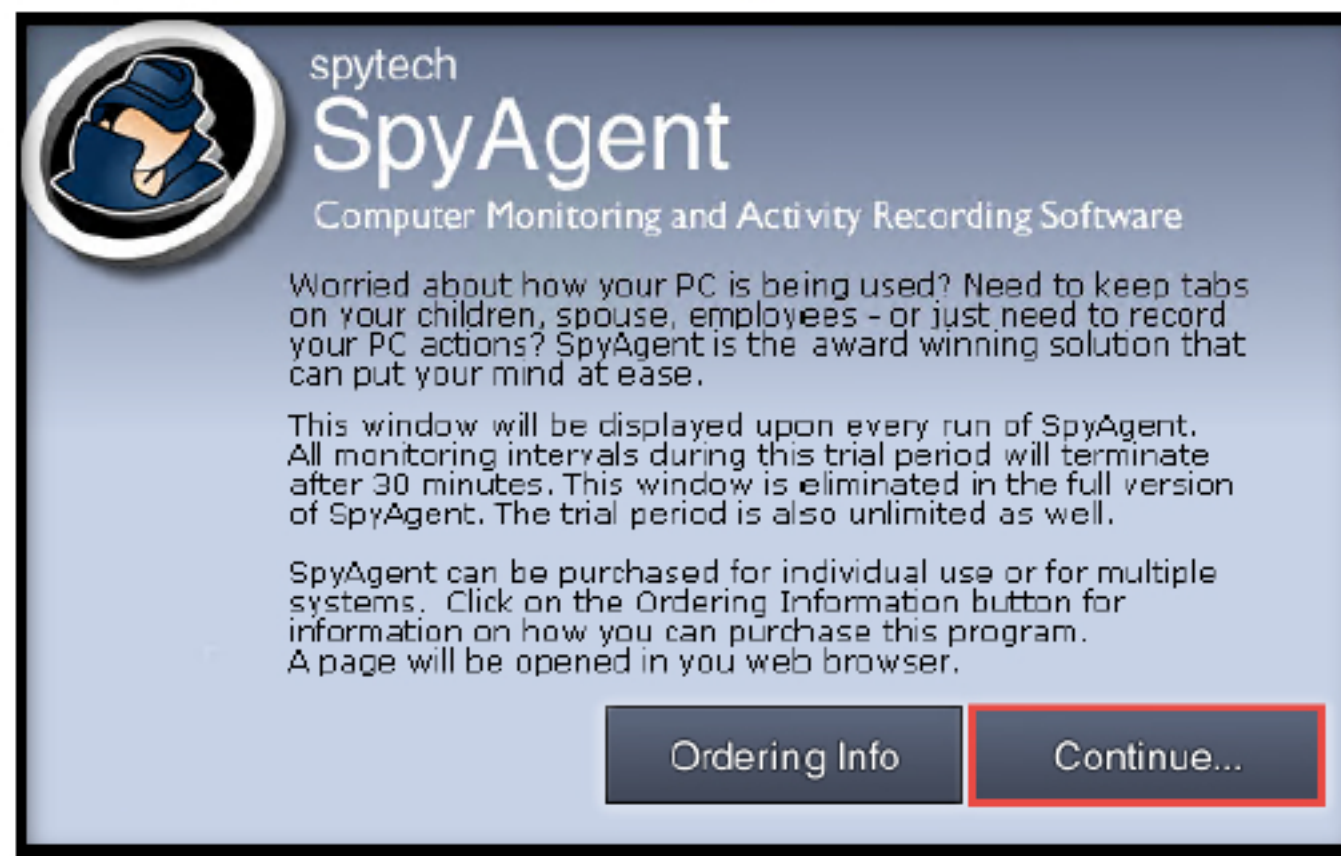 spytech
SpyAgent
Computer Monitoring and Activity Recording Software
Worried about how your PC is being used? Need to keep tabs
on your children, spouse, employees - or just need to record
your PC actions? SpyAgent is the award winning solution that
can put your mind at ease.
This window will be displayed upon every run of SpyAgent.
All monitoring intervals during this trial period will terminate
after 30 minutes. This window is eliminated in the full version
of SpyAgent. The trial period is also unlimited as well.
SpyAgent can be purchased for individual use or for multiple
systems. Click on the Ordering Information button for
information on how you can purchase this program.
A page will be opened in you web browser.
Ordering Info
Continue...